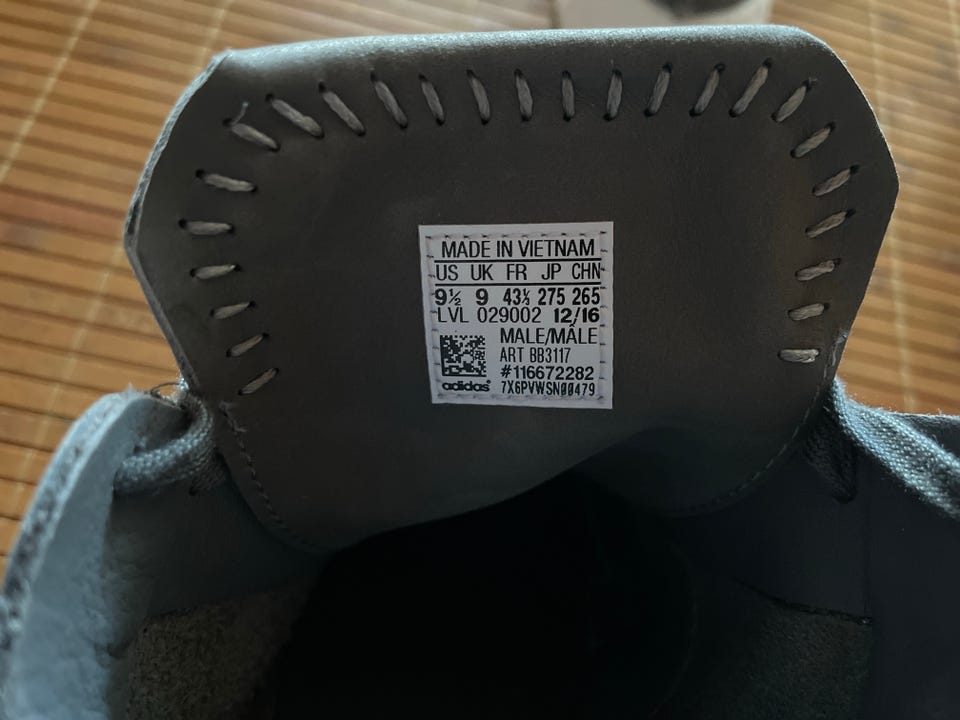 MADE IN VIETNAM
US UK FR JP CHN
9½ 9 43⅓ 275 265
LVL 029002 12/16
MALE/MÂLE
ART BB3117
#116672282
adidas® 7X6PVWSN00479